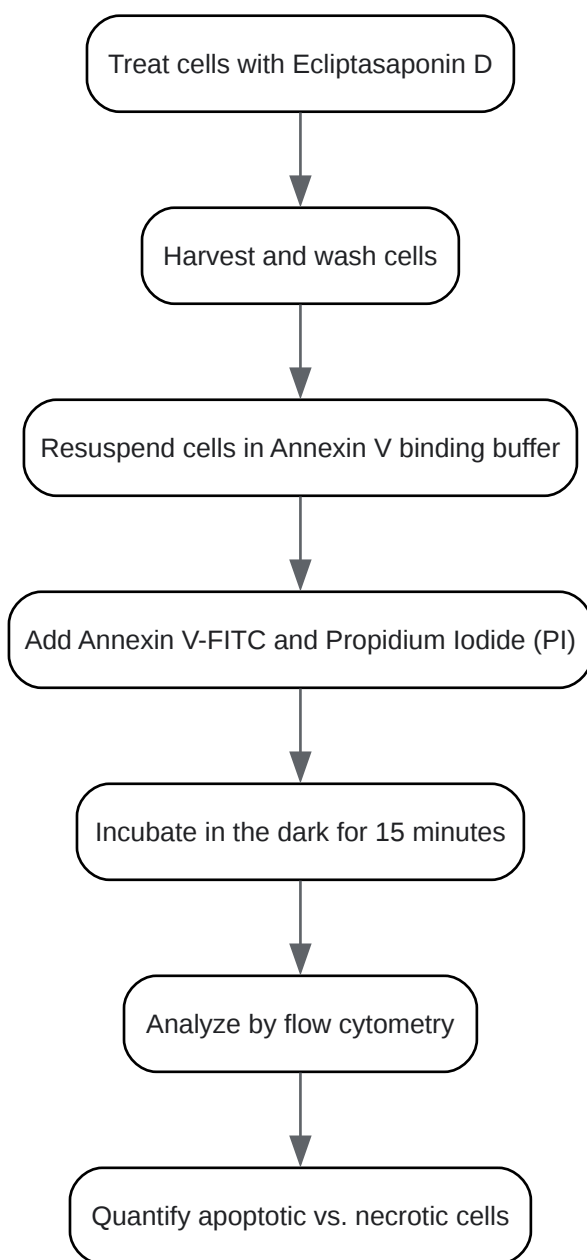 Treat cells with Ecliptasaponin D
Harvest and wash cells
Resuspend cells in Annexin V binding buffer
Add Annexin V-FITC and Propidium Iodide (PI)
Incubate in the dark for 15 minutes
Analyze by flow cytometry
Quantify apoptotic vs. necrotic cells